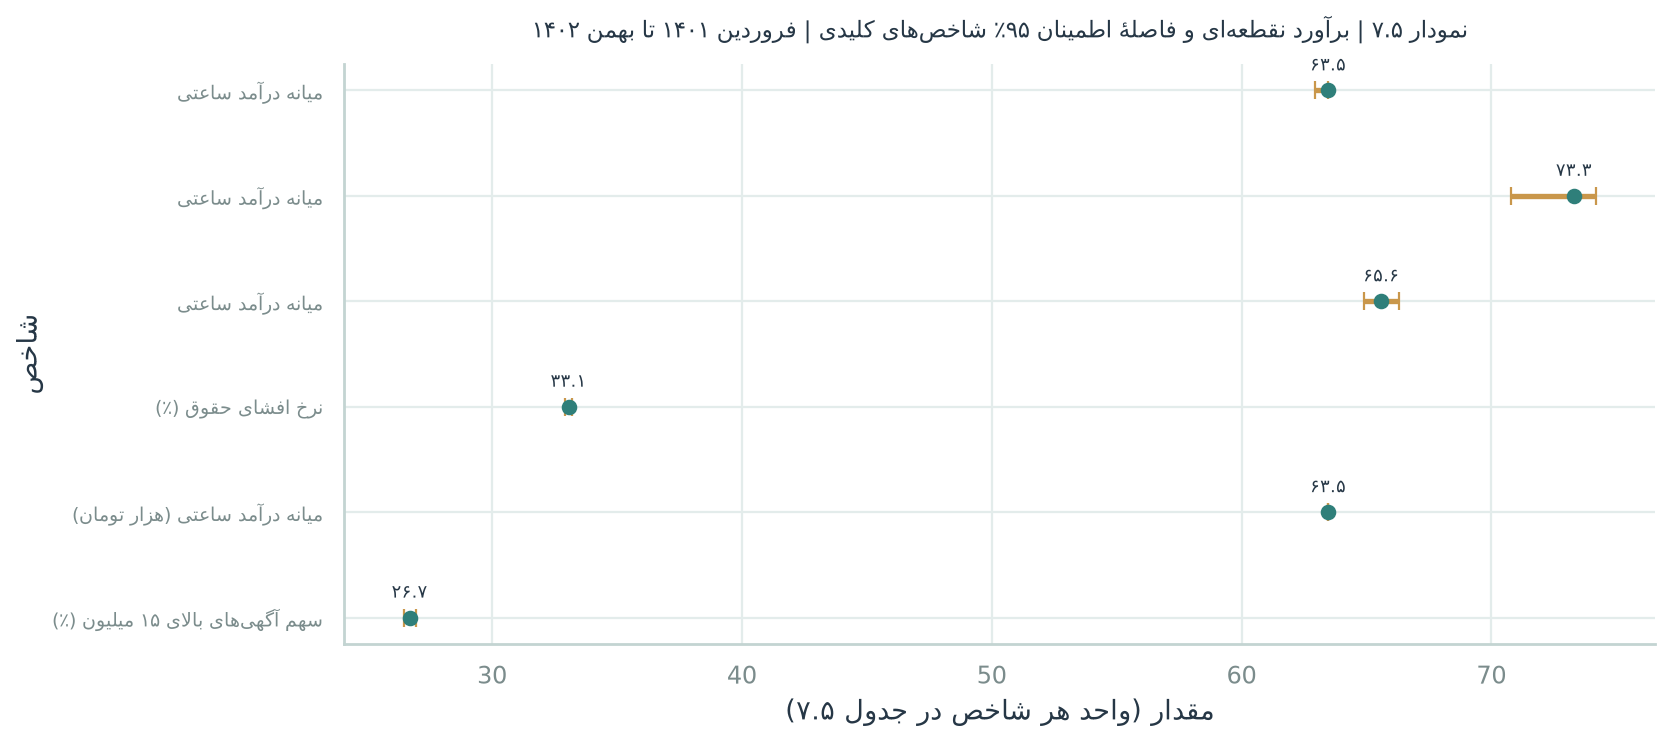 نمودار ۷.۵ | برآورد نقطه‌ای و فاصلهٔ اطمینان ۹۵٪ شاخص‌های کلیدی | فروردین ۱۴۰۱ تا بهمن ۱۴۰۲
۶۳.۵
میانه درآمد ساعتی
۷۳.۳
میانه درآمد ساعتی
۶۵.۶
میانه درآمد ساعتی
شاخص
۳۳.۱
نرخ افشای حقوق (٪)
۶۳.۵
میانه درآمد ساعتی (هزار تومان)
۲۶.۷
سهم آگهی‌های بالای ۱۵ میلیون (٪)
30 40 50 60 70
مقدار (واحد هر شاخص در جدول ۷.۵)